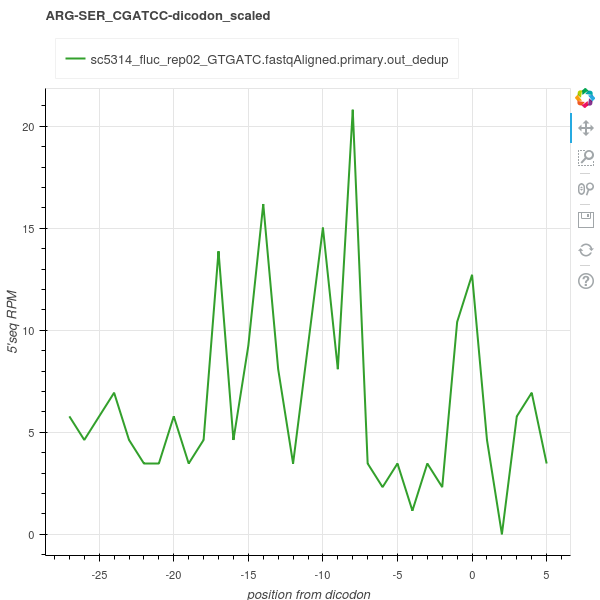 ARG-SER_CGATCC-dicodon_scaled
sc5314_fluc_rep02_GTGATC.fastqAligned.primary.out_dedup
20
15
10
5
0
5'seq RPM
-25 -20 -15 -10 -5 0 5
position from dicodon
?